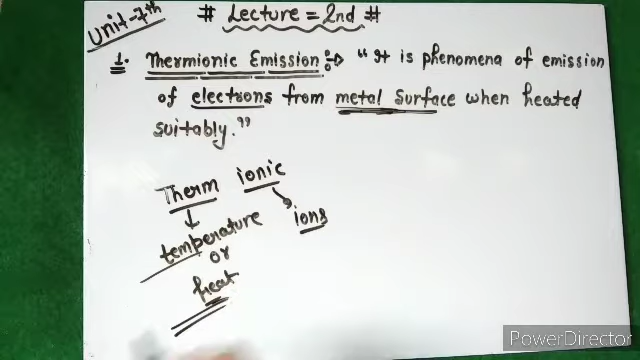 Unit-7th
# Lecture = 2nd #
1. Thermionic Emission :→ "It is phenomena of emission
of electrons from metal surface when heated
suitably."
Therm ionic
temperature ions
or
heat
PowerDirector